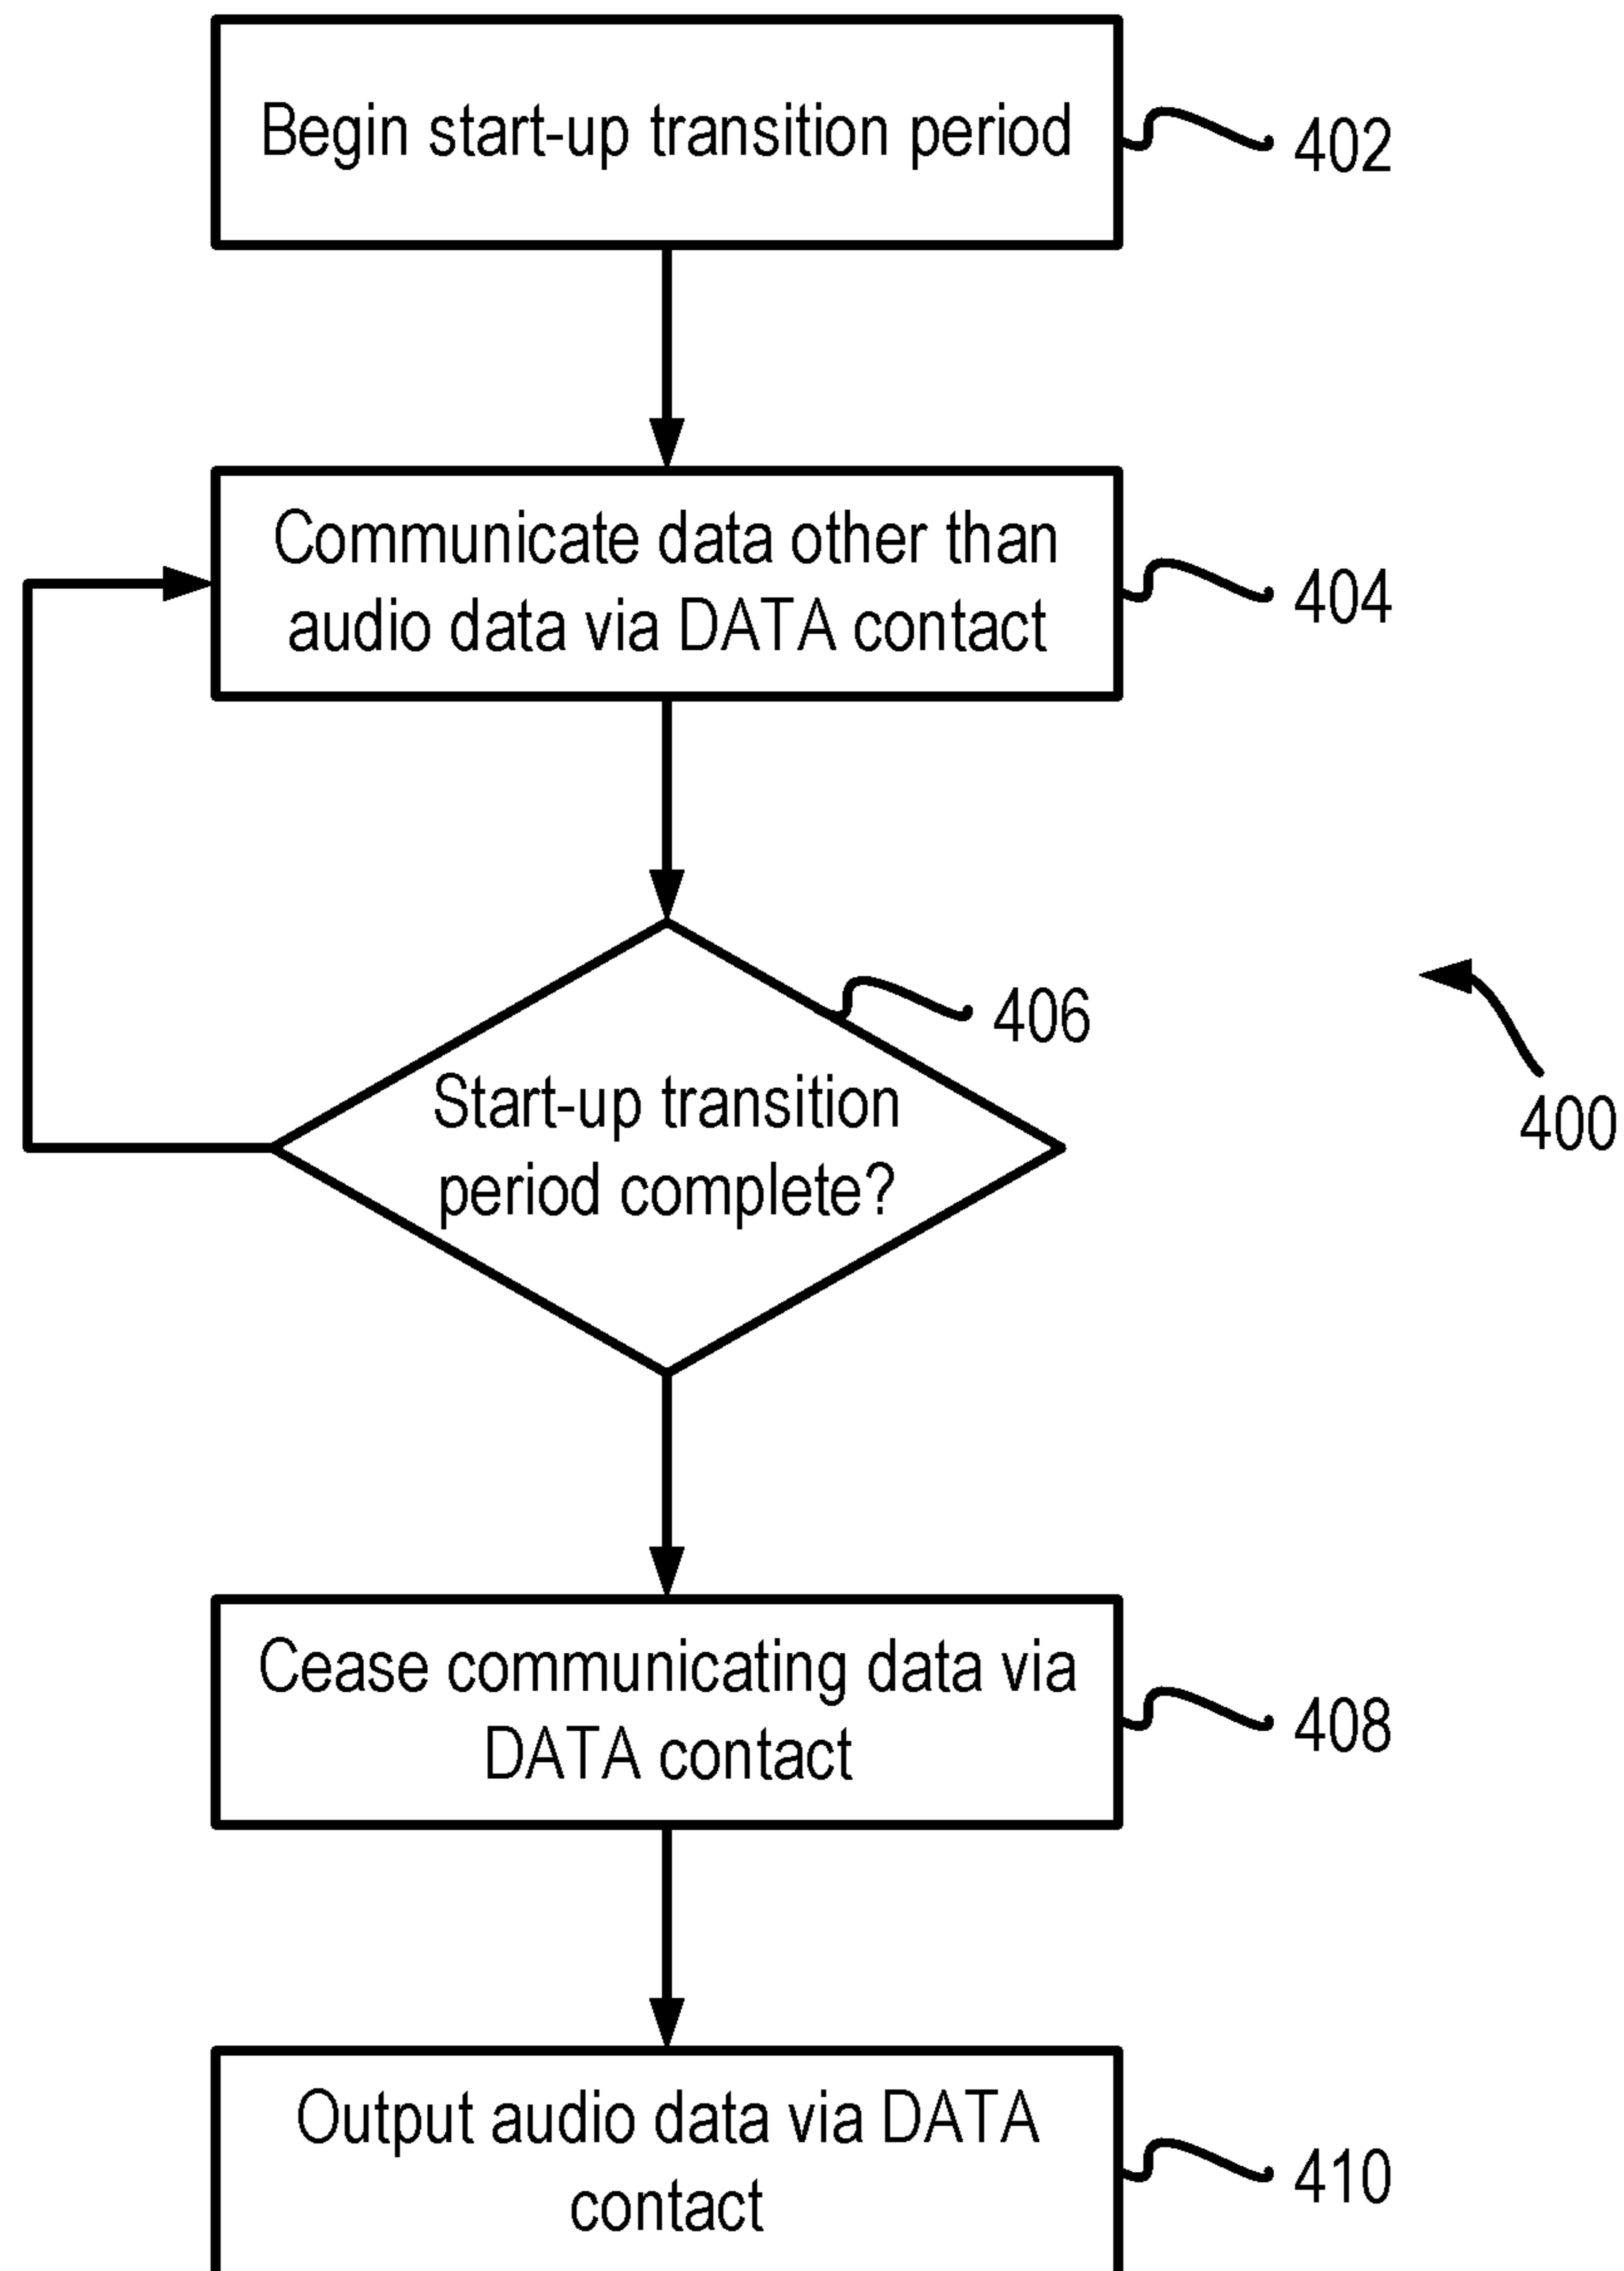 Begin start-up transition period
402
Communicate data other than
audio data via DATA contact
404
406
Start-up transition
period complete?
400
Cease communicating data via
DATA contact
408
Output audio data via DATA
contact
410